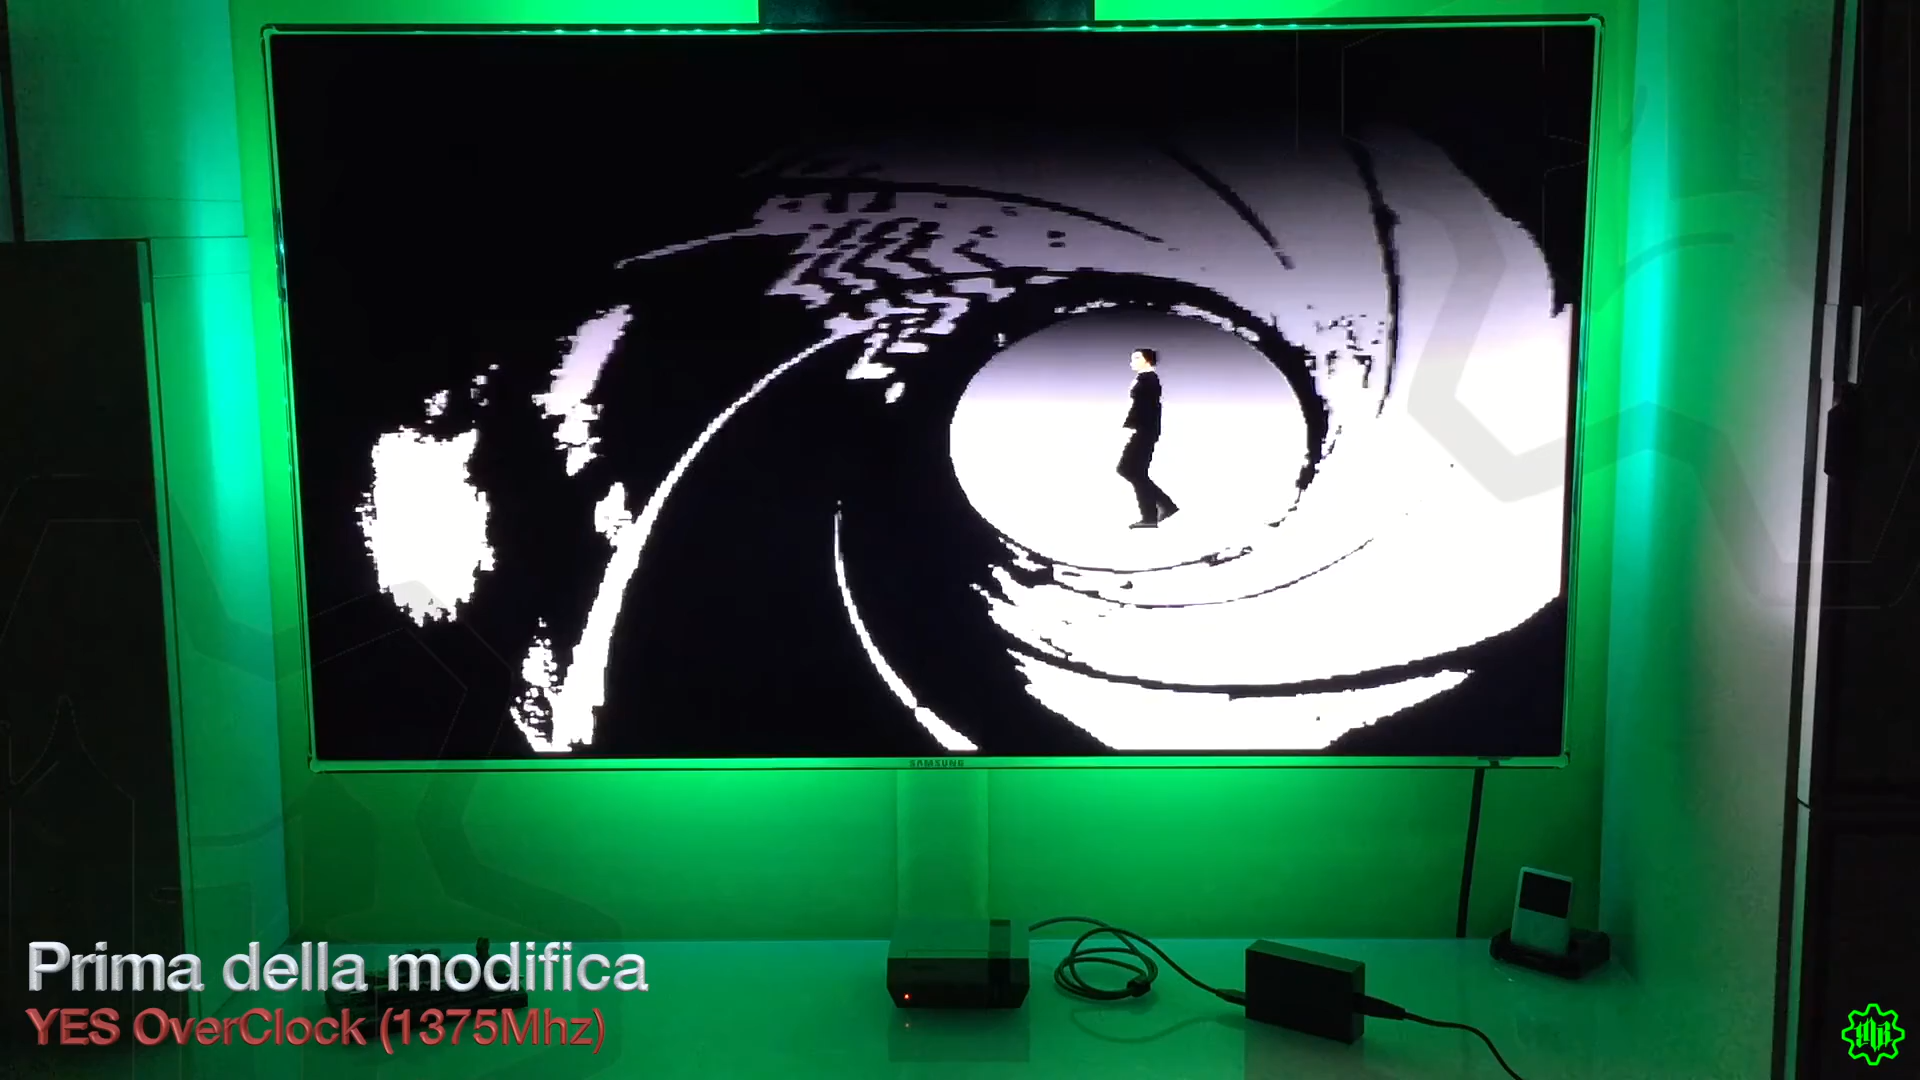 SAMSUNG
Prima della modifica
YES OverClock (1375Mhz)